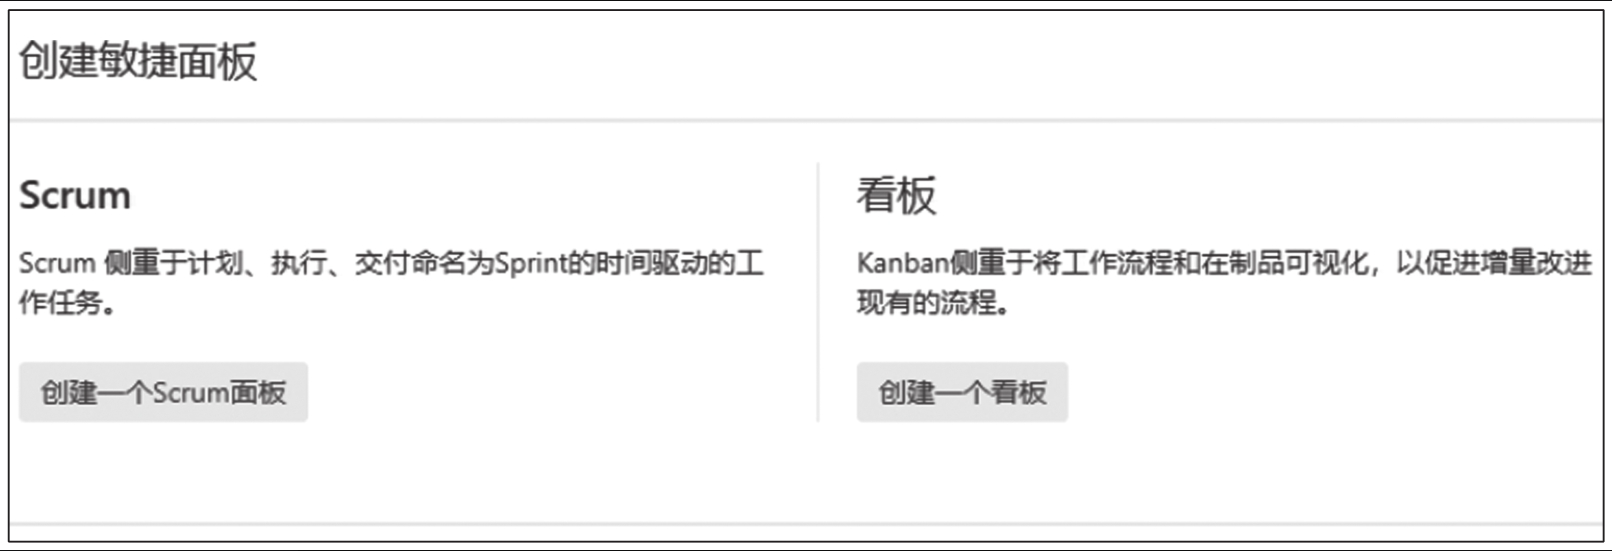 创建敏捷面板
Scrum
Scrum 侧重于计划、执行、交付命名为Sprint的时间驱动的工
作任务。
创建一个Scrum面板
看板
Kanban侧重于将工作流程和在制品可视化，以促进增量改进
现有的流程。
创建一个看板